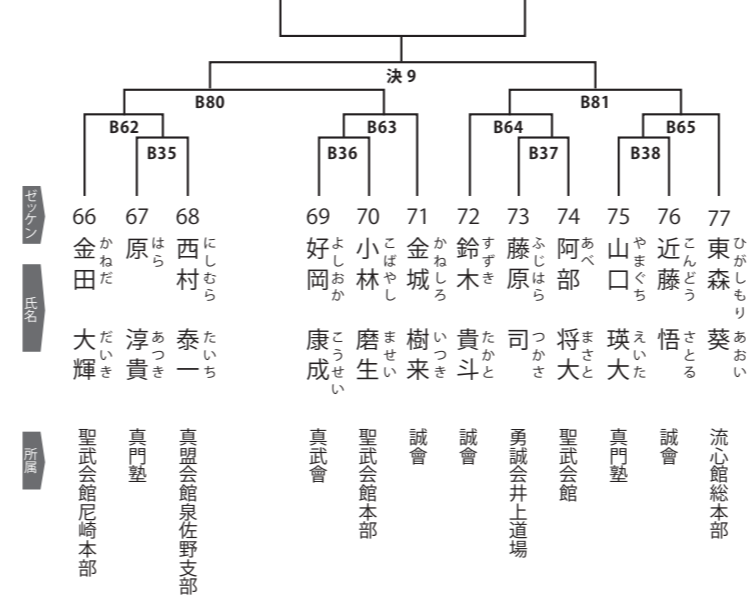 決9
B80
B81
B62
B63
B64
B65
B35
B36
B37
B38
ゼッケン
66
67
68
69
70
71
72
73
74
75
76
77
氏名
金田 大輝
かねだ だいき
原 淳貴
はら あつき
西村 泰一
にしむら たいち
好岡 康成
よしおか こうせい
小林 磨生
こばやし ませい
金城 樹来
かねしろ いつき
鈴木 貴斗
すずき たかと
藤原 司
ふじはら つかさ
阿部 将大
あべ まさと
山口 瑛大
やまぐち えいた
近藤 悟
こんどう さとる
東森 葵
ひがしもり あおい
所属
聖武会館尼崎本部
真門塾
真盟会館泉佐野支部
真武會
聖武会館本部
誠會
誠會
勇誠会井上道場
聖武会館
真門塾
誠會
流心館総本部